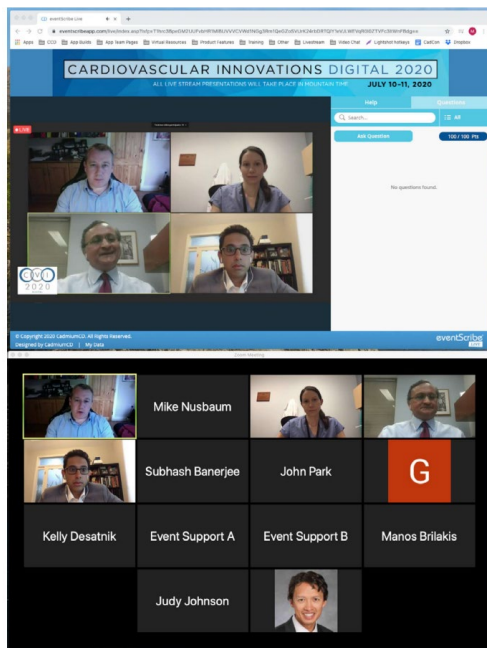 eventScribe Live
Apps
CCD
App Guide
App Team Pages
Virtual Resources
Product Features
Training
Other
Livestream
Video Chat
Lightshot hotkeys
CadCon
Dropbox
CARDIOVASCULAR INNOVATIONS DIGITAL 2020
ALL LIVE STREAM PRESENTATIONS WILL TAKE PLACE IN MOUNTAIN TIME
JULY 10-11, 2020
Help
Questions
LIVE
Search...
All
Ask Question
100 / 100 Pts
No questions found.
2020
© Copyright 2020 CadmiumCD. All Rights Reserved.
Designed by CadmiumCD | My Data
eventScribe
LIVE
Zoom Meeting
Mike Nusbaum
Subhash Banerjee
John Park
G
Kelly Desatnik
Event Support A
Event Support B
Manos Brilakis
Judy Johnson